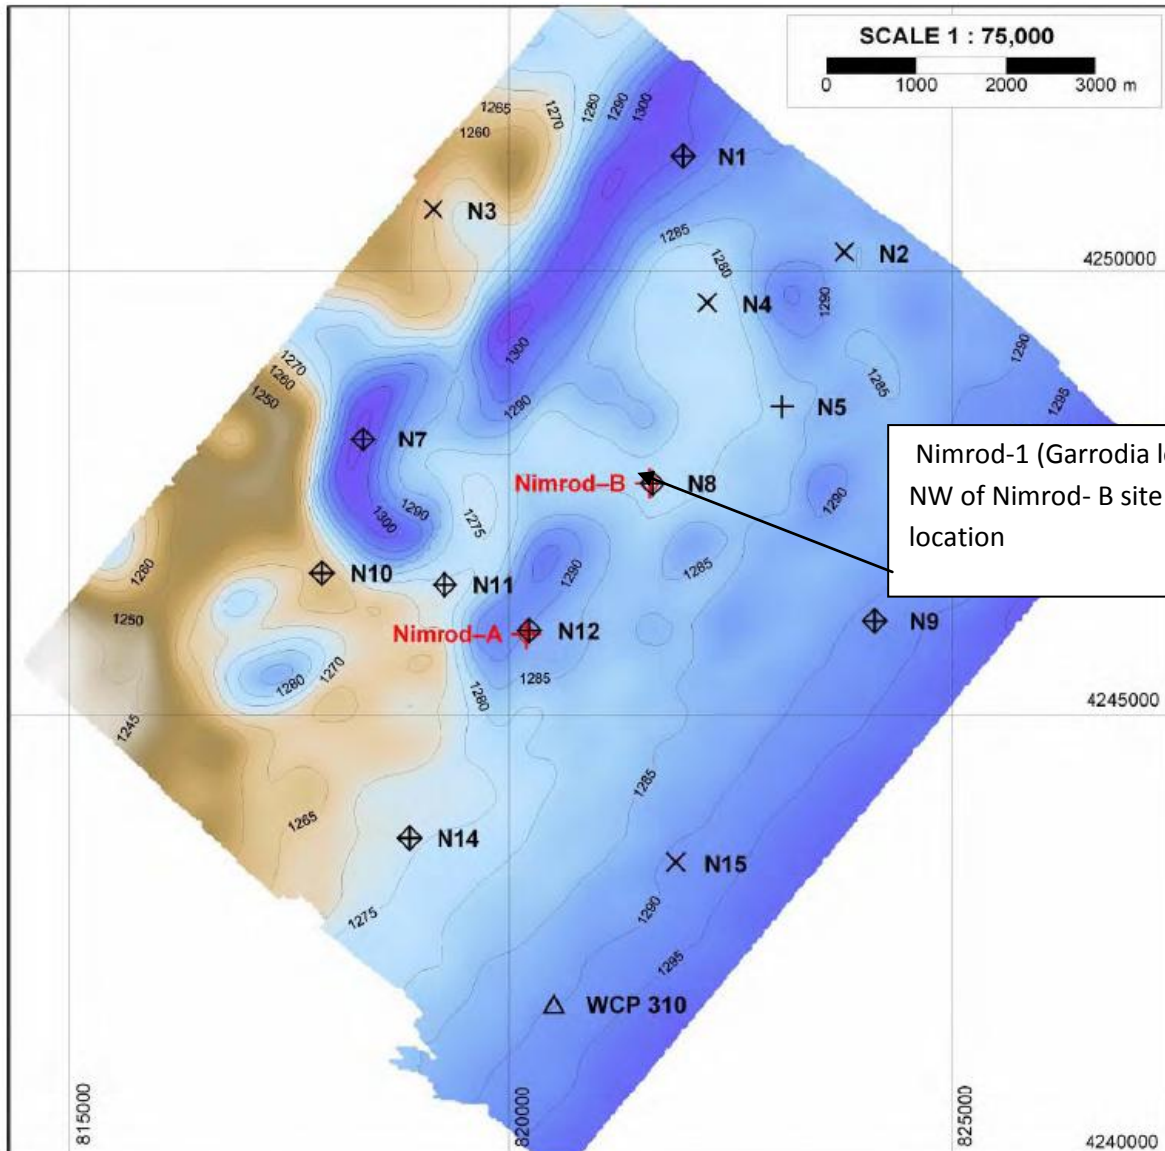 SCALE 1 : 75,000
0 1000 2000 3000 m
1265
1270
1280
1290
1300
1260
N1
N3
1285
1280
N2
4250000
N4
1290
1300
1290
1270
1260
1250
1285
1290
1295
N5
N7
Nimrod–B
N8
Nimrod-1 (Garrodia l
NW of Nimrod- B site
location
1290
1300
1275
1290
1285
1290
N10
N11
1260
1250
Nimrod–A
N12
N9
1285
1280
1270
1280
1245
4245000
1285
1265
N14
N15
1275
1290
1295
WCP 310
815000
820000
825000
4240000